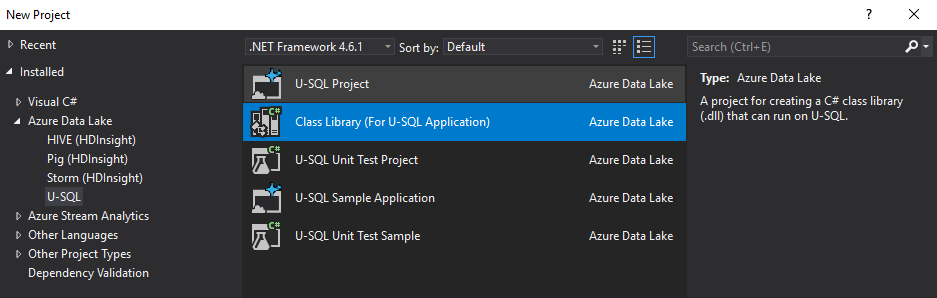 New Project
? 
Recent
.NET Framework 4.6.1
Sort by: Default
Search (Ctrl+E)
Installed
Visual C#
Azure Data Lake
HIVE (HDInsight)
Pig (HDInsight)
Storm (HDInsight)
U-SQL
Azure Stream Analytics
Other Languages
Other Project Types
Dependency Validation
U-SQL Project Azure Data Lake
C# Class Library (For U-SQL Application) Azure Data Lake
C# U-SQL Unit Test Project Azure Data Lake
U-SQL Sample Application Azure Data Lake
C# U-SQL Unit Test Sample Azure Data Lake
Type: Azure Data Lake
A project for creating a C# class library
(.dll) that can run on U-SQL.